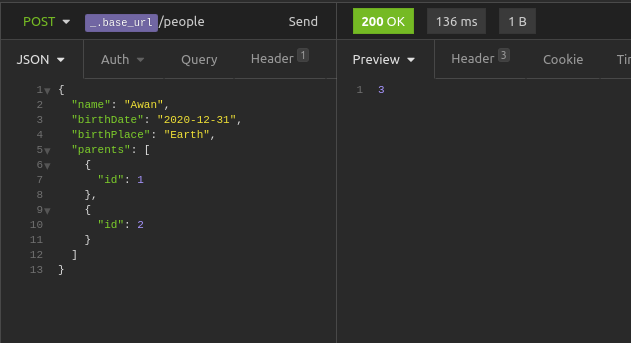 POST _.base_url/people Send 200 OK 136 ms 1 B
JSON Auth Query Header 1 Preview Header 3 Cookie
1 {
2 "name": "Awan",
3 "birthDate": "2020-12-31",
4 "birthPlace": "Earth",
5 "parents": [
6 {
7 "id": 1
8 },
9 {
10 "id": 2
11 }
12 ]
13 }
1 3